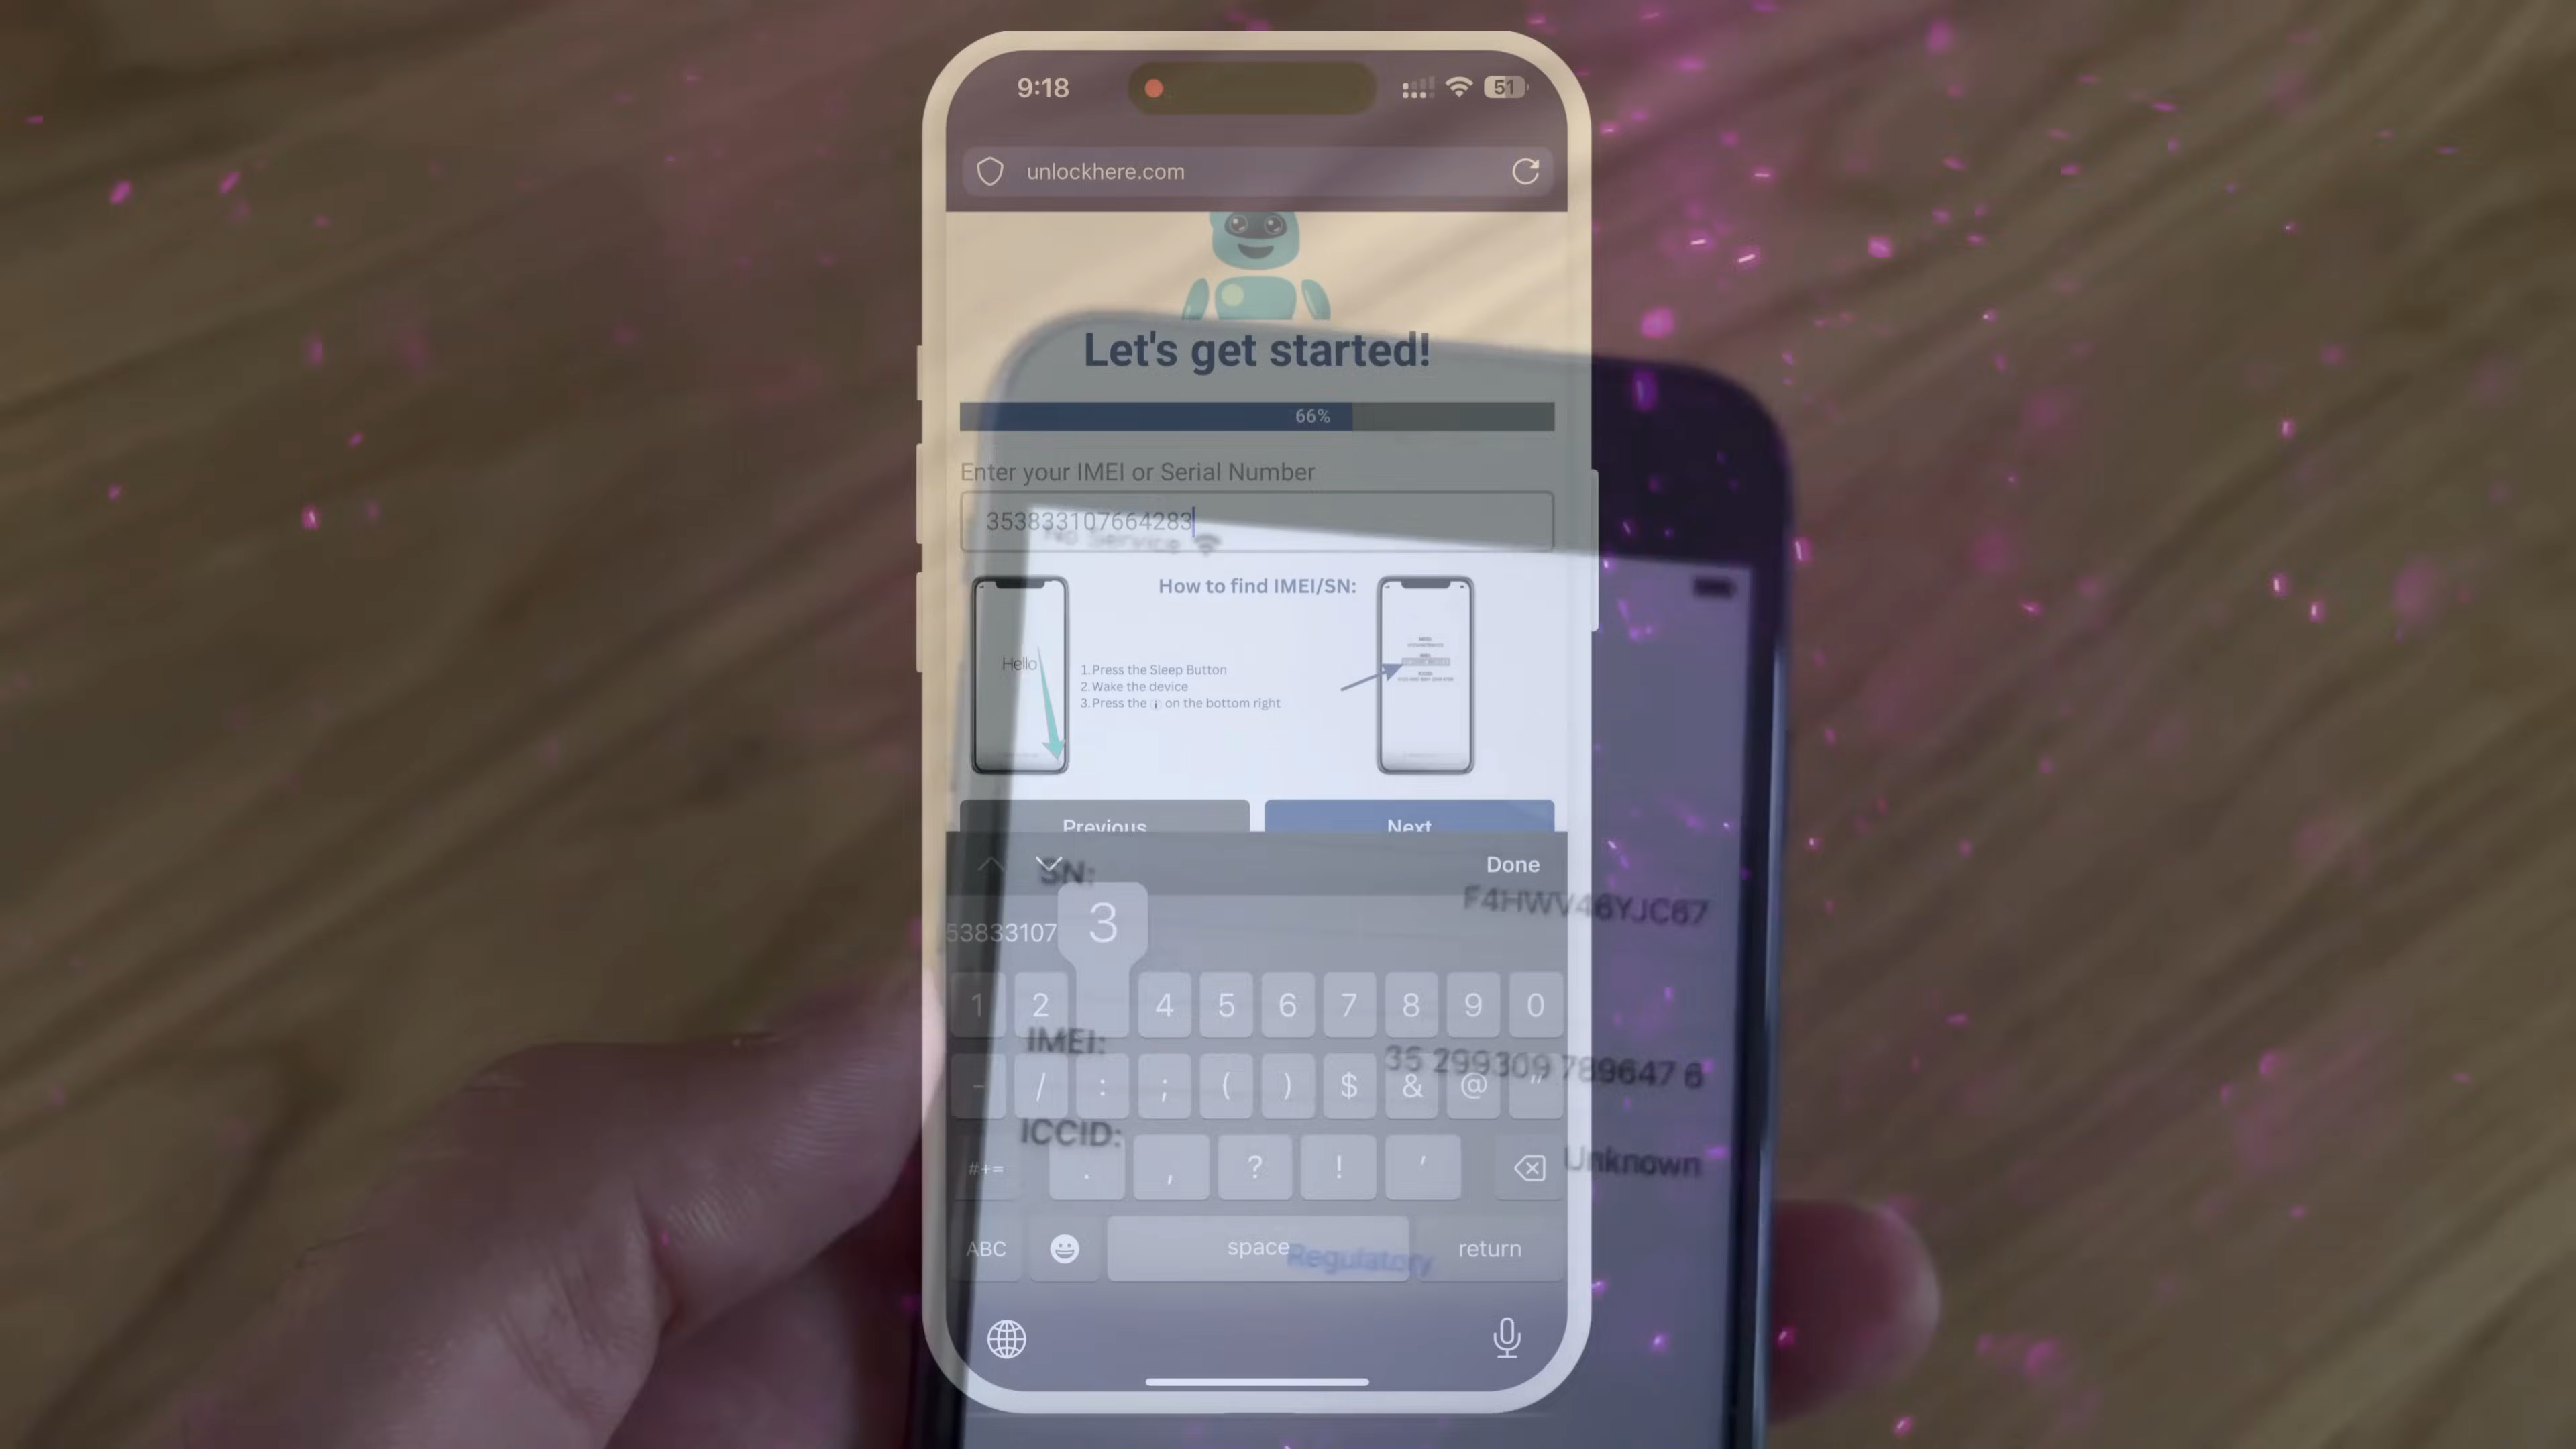 9:18
51
unlockhere.com
Let's get started!
66%
Enter your IMEI or Serial Number
353833107664283
No Service
How to find IMEI/SN:
Hello
1. Press the Sleep Button
2. Wake the device
3. Press the i on the bottom right
Previous Next
Done
SN: F4HWV46YJC67
53833107 3
1 2 4 5 6 7 8 9 0
IMEI: 35 299309 789647 6
- / : ; ( ) $ & @ "
ICCID: Unknown
#+= . , ? ! '
ABC space return
Regulatory